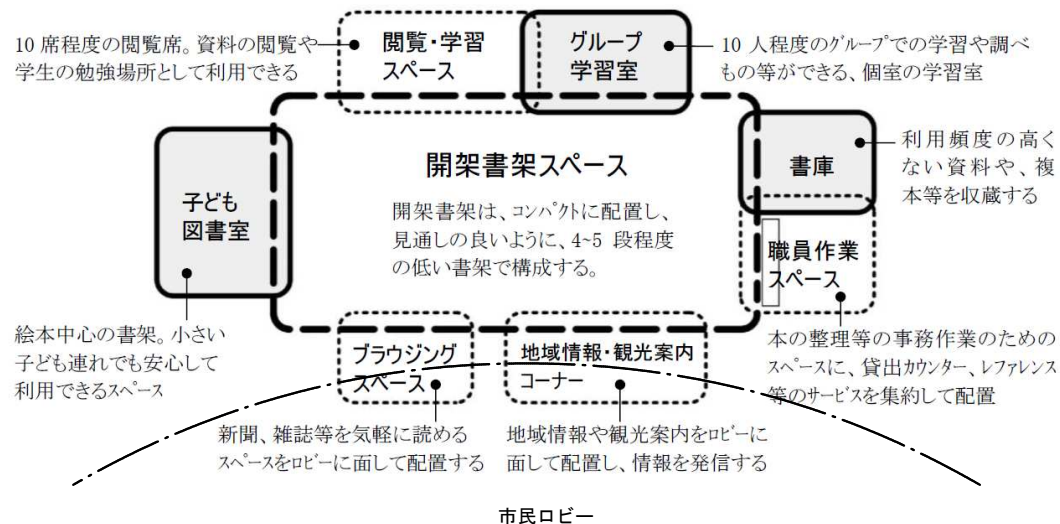 10 席程度の閲覧席。資料の閲覧や
学生の勉強場所として利用できる
閲覧・学習
スペース
グループ
学習室
10 人程度のグループでの学習や調べ
もの等ができる、個室の学習室
開架書架スペース
開架書架は、コンパクトに配置し、
見通しの良いように、4~5 段程度
の低い書架で構成する。
書庫
利用頻度の高く
ない資料や、複
本等を収蔵する
子ども
図書室
職員作業
スペース
絵本中心の書架。小さい
子ども連れでも安心して
利用できるスペース
ブラウジング
スペース
地域情報・観光案内
コーナー
本の整理等の事務作業のための
スペースに、貸出カウンター、レファレンス
等のサービスを集約して配置
新聞、雑誌等を気軽に読める
スペースをロビーに面して配置する
地域情報や観光案内をロビーに
面して配置し、情報を発信する
市民ロビー